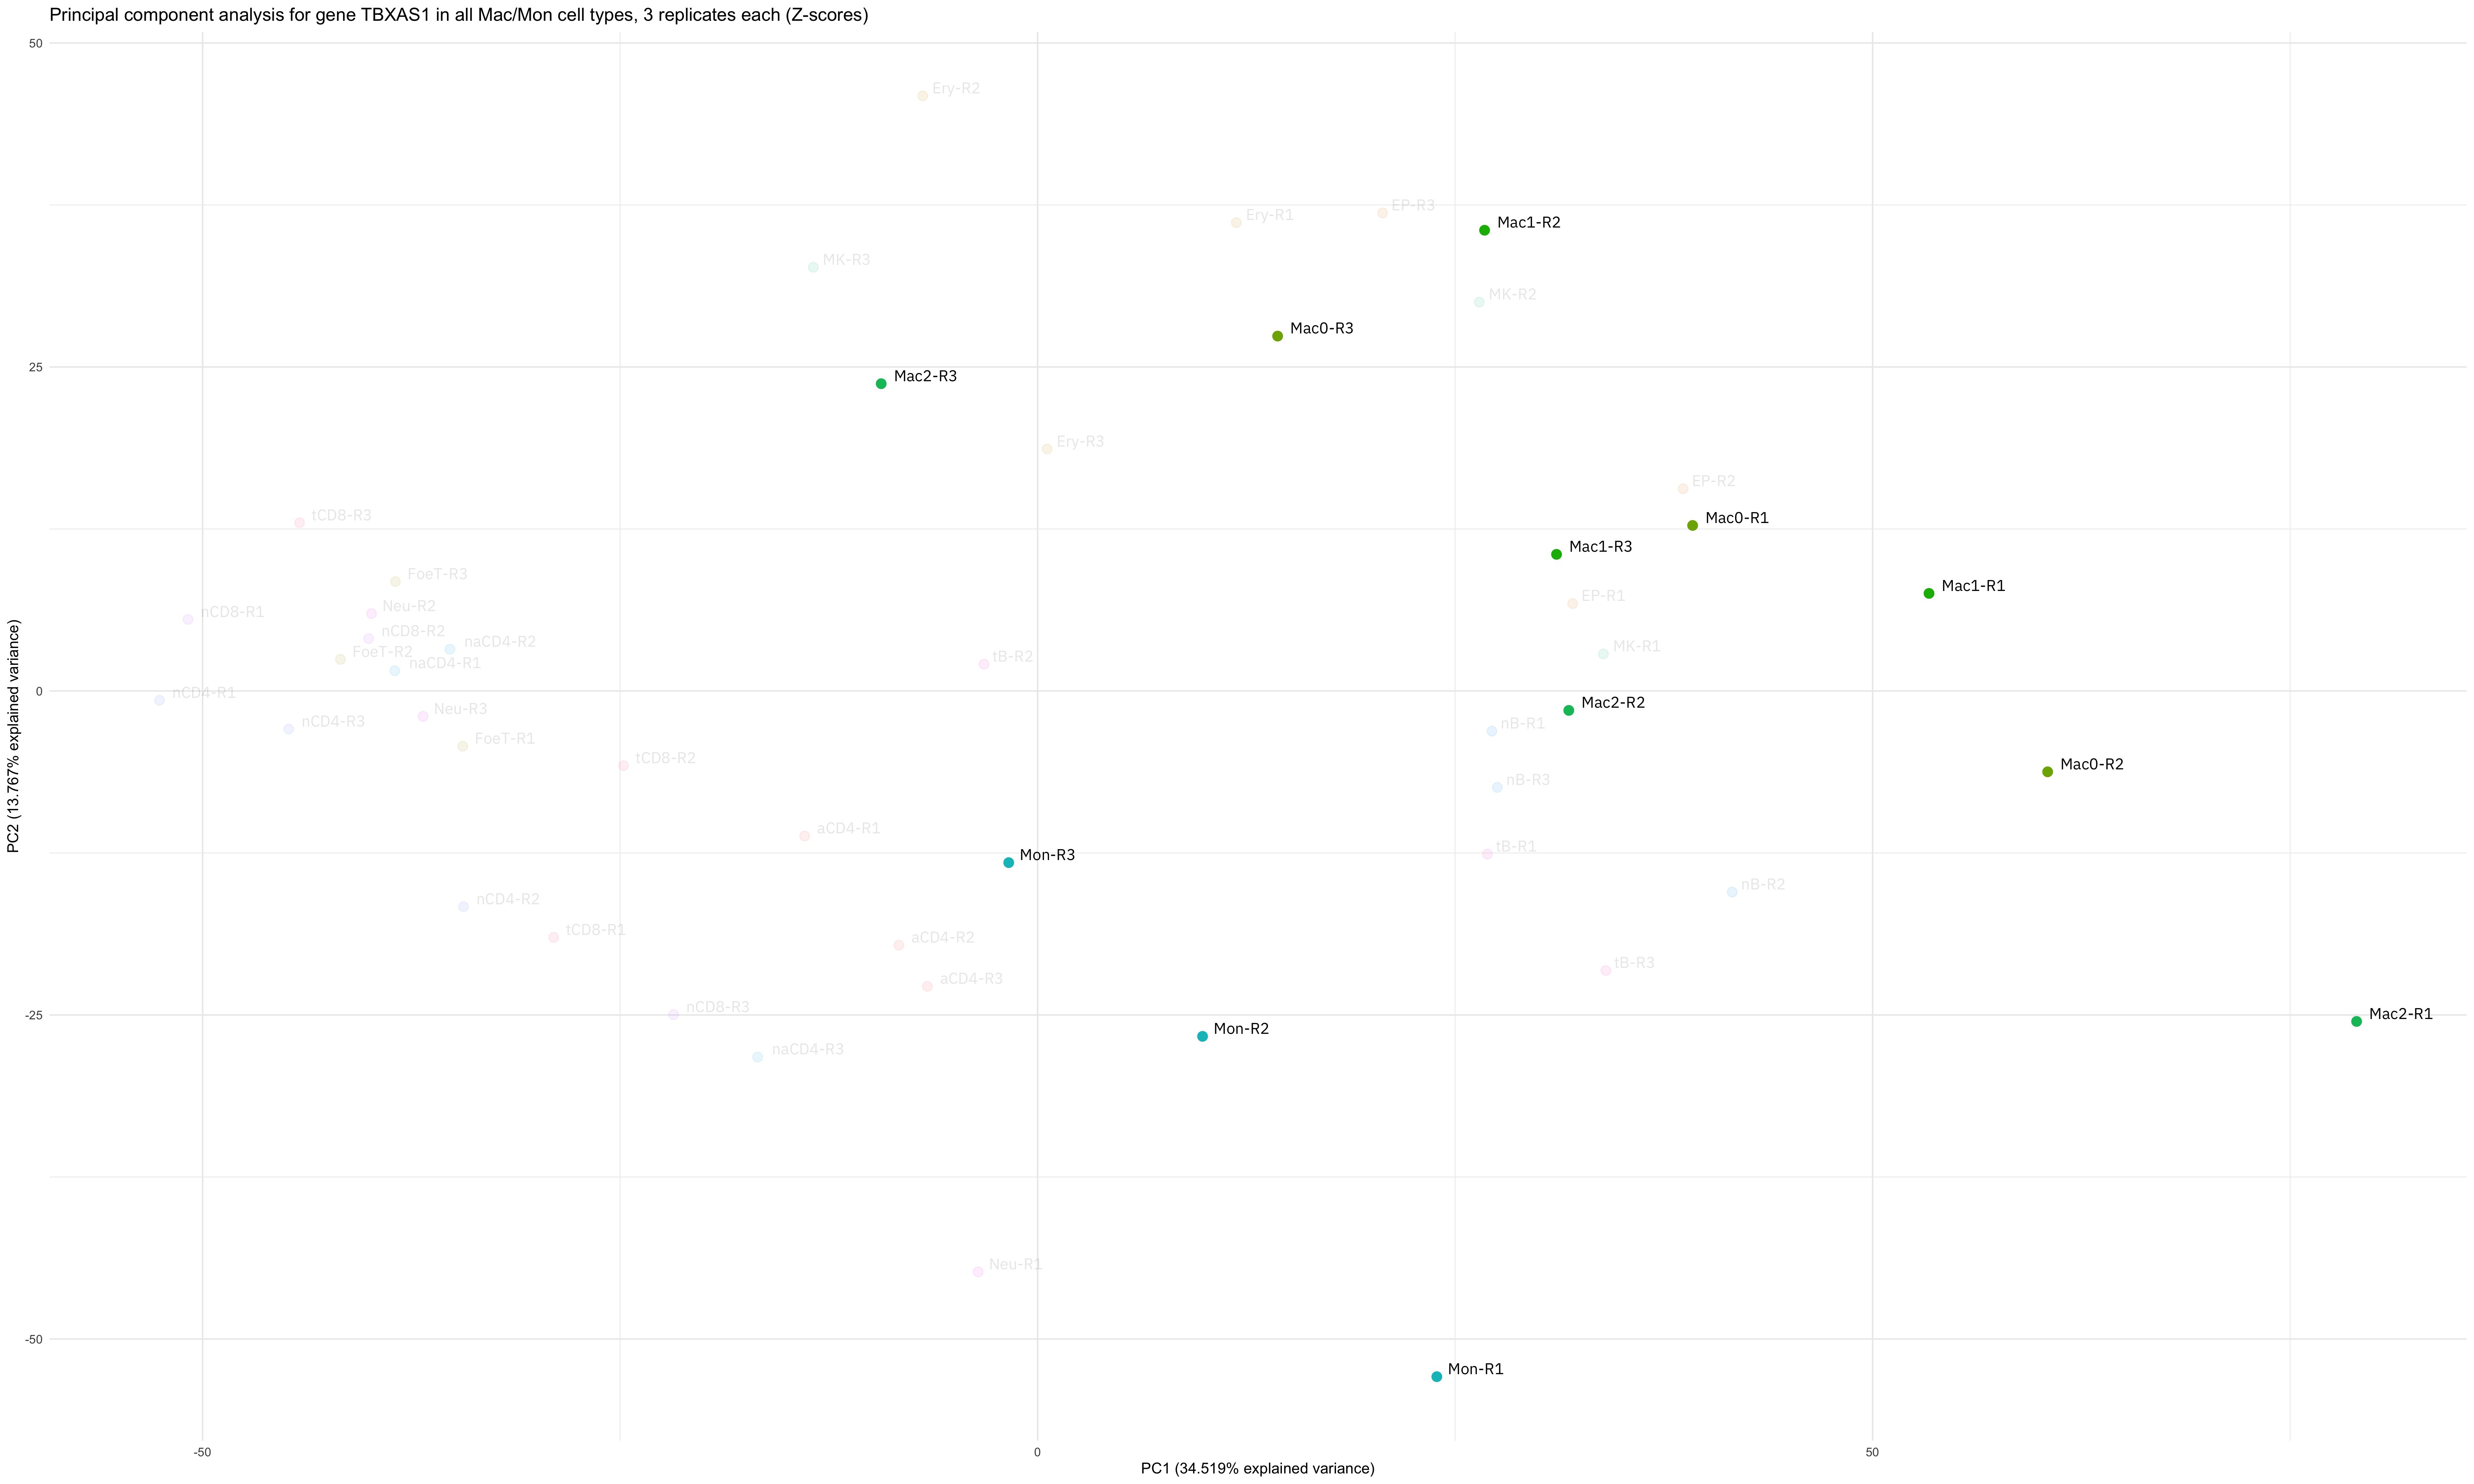 Principal component analysis for gene TBXAS1 in all Mac/Mon cell types, 3 replicates each (Z-scores)
50
Ery-R2
EP-R3
Ery-R1
Mac1-R2
MK-R3
MK-R2
Mac0-R3
25
Mac2-R3
Ery-R3
EP-R2
tCD8-R3
Mac0-R1
Mac1-R3
FoeT-R3
Mac1-R1
EP-R1
Neu-R2
nCD8-R1
nCD8-R2
naCD4-R2
MK-R1
FoeT-R2
tB-R2
naCD4-R1
0
nCD4-R1
Mac2-R2
Neu-R3
nCD4-R3
nB-R1
FoeT-R1
tCD8-R2
Mac0-R2
nB-R3
aCD4-R1
tB-R1
Mon-R3
nB-R2
nCD4-R2
tCD8-R1
aCD4-R2
tB-R3
aCD4-R3
nCD8-R3
-25
Mac2-R1
Mon-R2
naCD4-R3
Neu-R1
-50
Mon-R1
-50
0
50
PC1 (34.519% explained variance)
PC2 (13.767% explained variance)